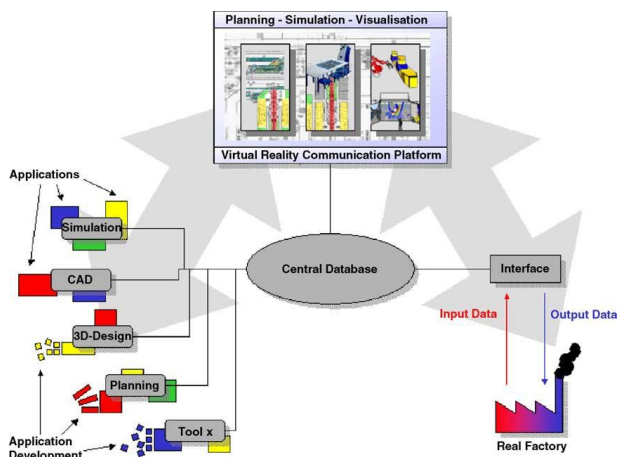 Planning - Simulation - Visualisation
Virtual Reality Communication Platform
Applications
Simulation
CAD
3D-Design
Planning
Tool x
Application
Development
Central Database
Interface
Input Data
Output Data
Real Factory